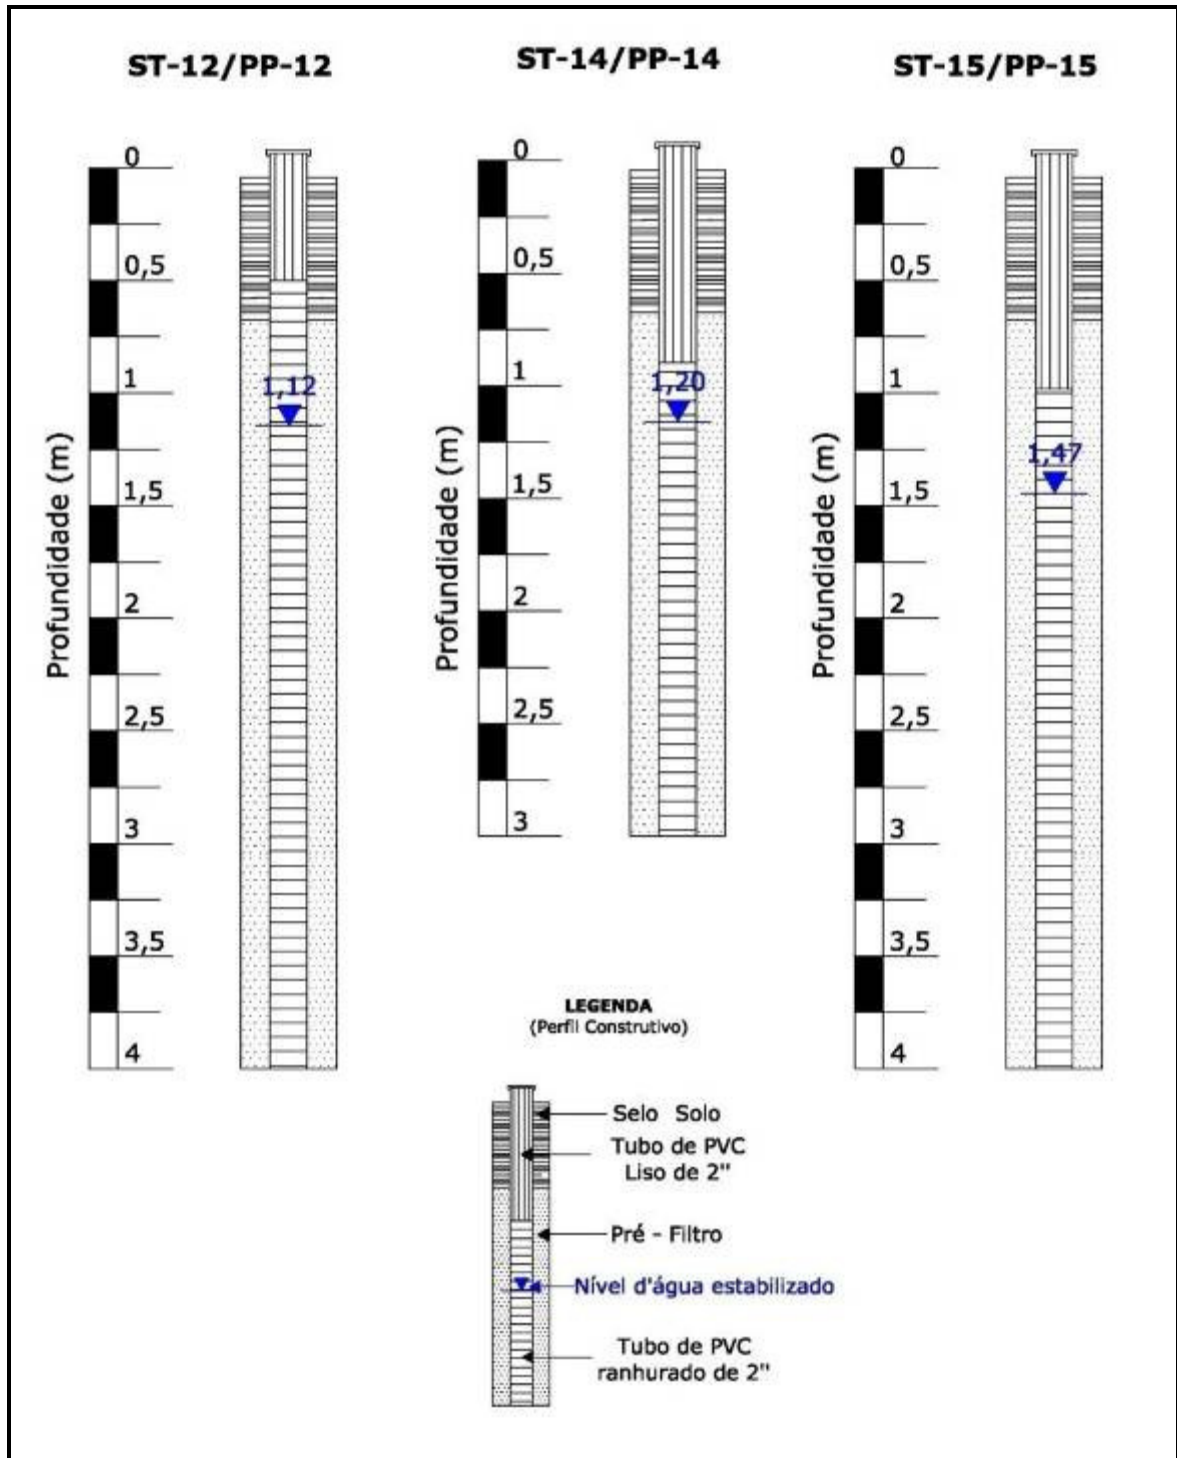 ST-12/PP-12
ST-14/PP-14
ST-15/PP-15
Profundidade (m)
0
0,5
1
1,5
2
2,5
3
3,5
4
1,12
Profundidade (m)
0
0,5
1
1,5
2
2,5
3
1,20
Profundidade (m)
0
0,5
1
1,5
2
2,5
3
3,5
4
1,47
LEGENDA
(Perfil Construtivo)
Selo Solo
Tubo de PVC
Liso de 2"
Pré - Filtro
Nível d'água estabilizado
Tubo de PVC
ranhurado de 2"